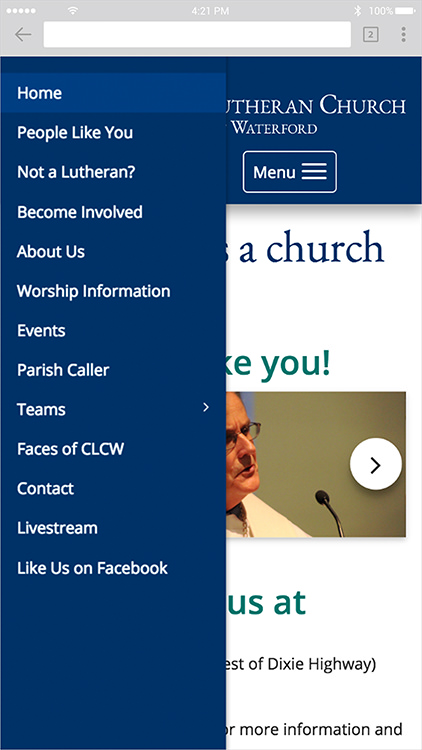 4:21 PM
100%
2
Home
People Like You
Not a Lutheran?
Become Involved
About Us
Worship Information
Events
Parish Caller
Teams
Faces of CLCW
Contact
Livestream
Like Us on Facebook
UTHERAN CHURCH
WATERFORD
Menu
s a church
ke you!
us at
est of Dixie Highway)
or more information and